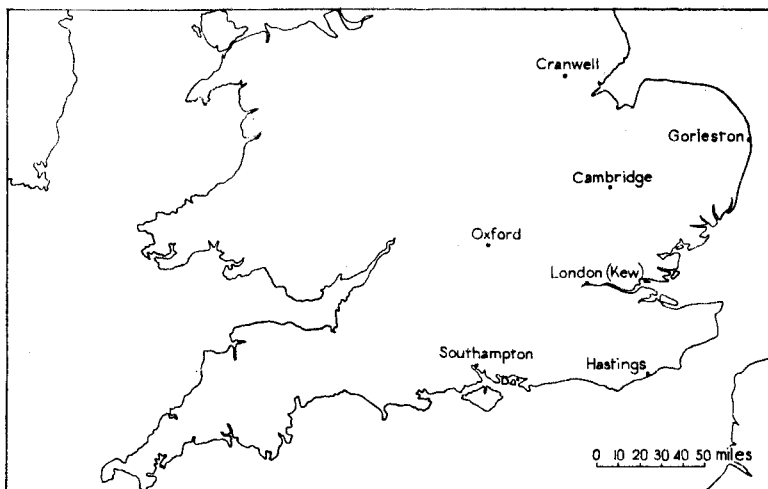 Cranwell
Gorleston
Cambridge
Oxford
London (Kew)
Southampton
Hastings
0 10 20 30 40 50 miles